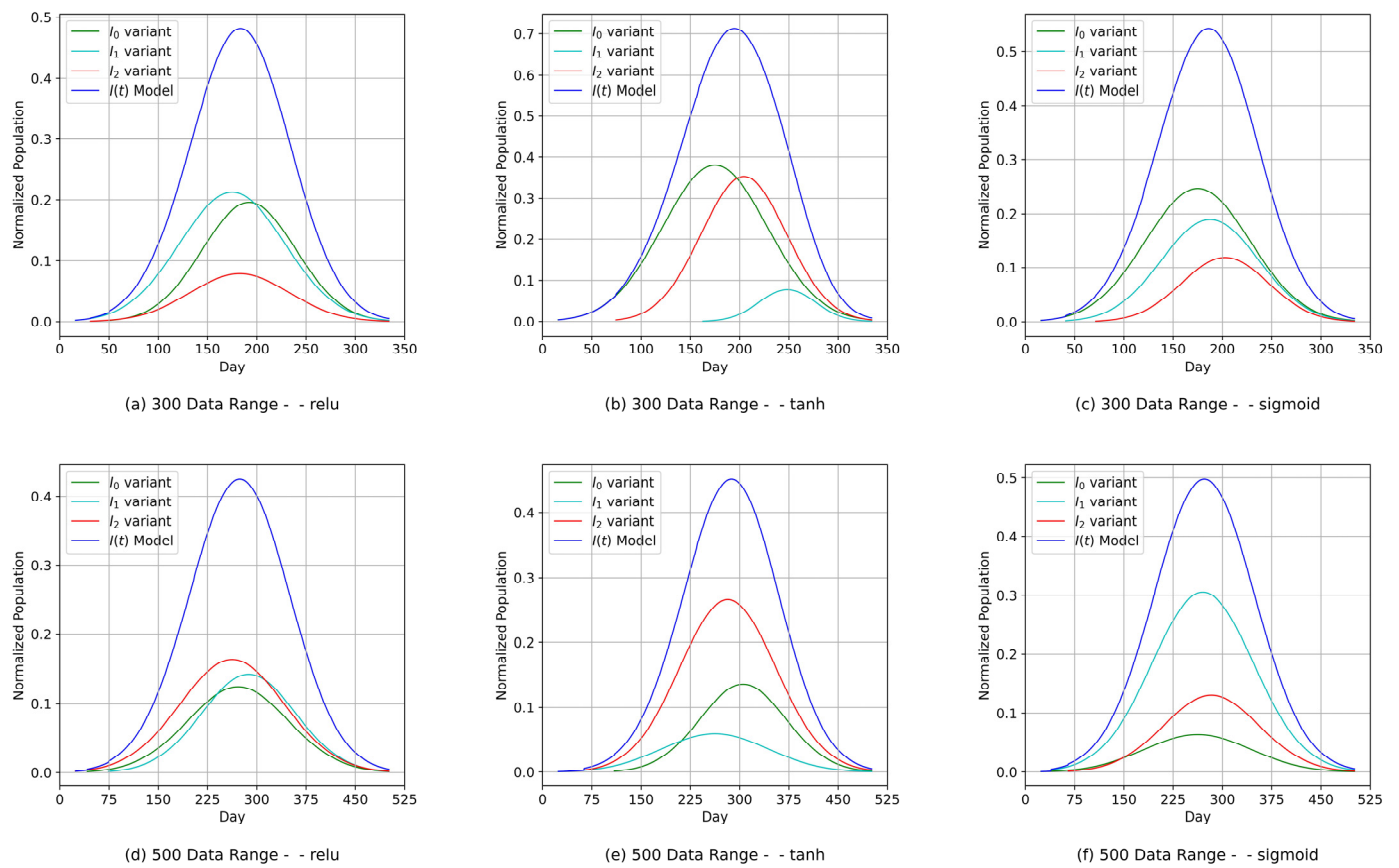 0.5
0.4
0.3
0.2
0.1
0.0
Normalized Population
I₀ variant
I₁ variant
I₂ variant
I(t) Model
0 50 100 150 200 250 300 350
Day
(a) 300 Data Range - - relu
0.7
0.6
0.5
0.4
0.3
0.2
0.1
0.0
Normalized Population
I₀ variant
I₁ variant
I₂ variant
I(t) Model
0 50 100 150 200 250 300 350
Day
(b) 300 Data Range - - tanh
0.5
0.4
0.3
0.2
0.1
0.0
Normalized Population
I₀ variant
I₁ variant
I₂ variant
I(t) Model
0 50 100 150 200 250 300 350
Day
(c) 300 Data Range - - sigmoid
0.4
0.3
0.2
0.1
0.0
Normalized Population
I₀ variant
I₁ variant
I₂ variant
I(t) Model
0 75 150 225 300 375 450 525
Day
(d) 500 Data Range - - relu
0.4
0.3
0.2
0.1
0.0
Normalized Population
I₀ variant
I₁ variant
I₂ variant
I(t) Model
0 75 150 225 300 375 450 525
Day
(e) 500 Data Range - - tanh
0.5
0.4
0.3
0.2
0.1
0.0
Normalized Population
I₀ variant
I₁ variant
I₂ variant
I(t) Model
0 75 150 225 300 375 450 525
Day
(f) 500 Data Range - - sigmoid